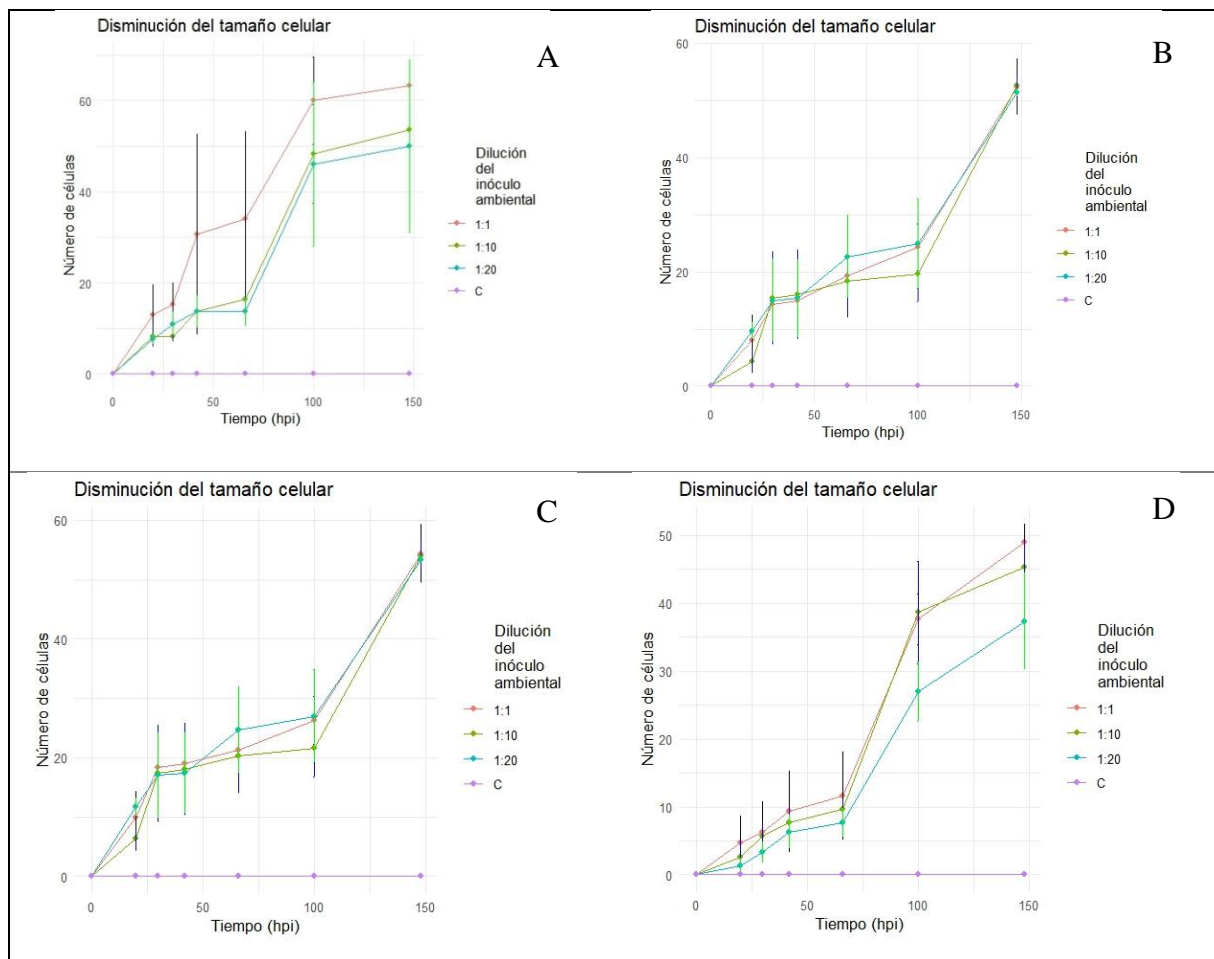 Disminución del tamaño celular
A
Número de células
60
40
20
0
0
50
100
150
Tiempo (hpi)
Dilución
del
inóculo
ambiental
1:1
1:10
1:20
C
Disminución del tamaño celular
B
Número de células
60
40
20
0
0
50
100
150
Tiempo (hpi)
Dilución
del
inóculo
ambiental
1:1
1:10
1:20
C
Disminución del tamaño celular
C
Número de células
60
40
20
0
0
50
100
150
Tiempo (hpi)
Dilución
del
inóculo
ambiental
1:1
1:10
1:20
C
Disminución del tamaño celular
D
Número de células
50
40
30
20
10
0
0
50
100
150
Tiempo (hpi)
Dilución
del
inóculo
ambiental
1:1
1:10
1:20
C